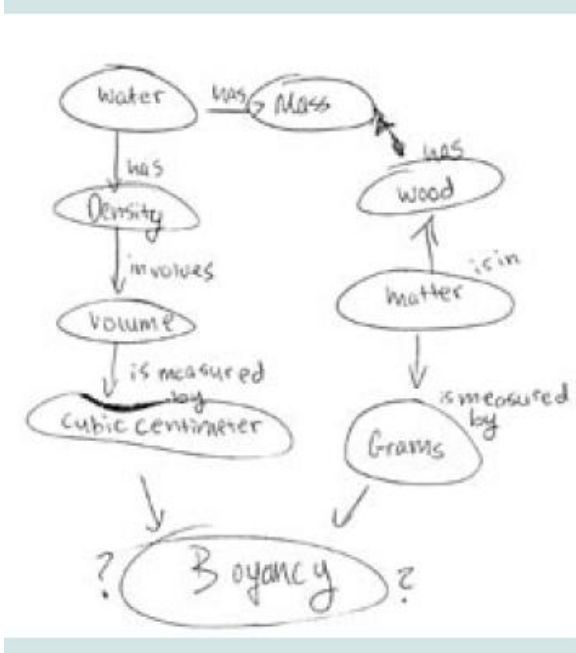 Water has Mass
has
has
Wood
Density
is in
involves
matter
Volume
is measured
by
is measured
by
Cubic Centimeter
Grams
? Boyancy ?